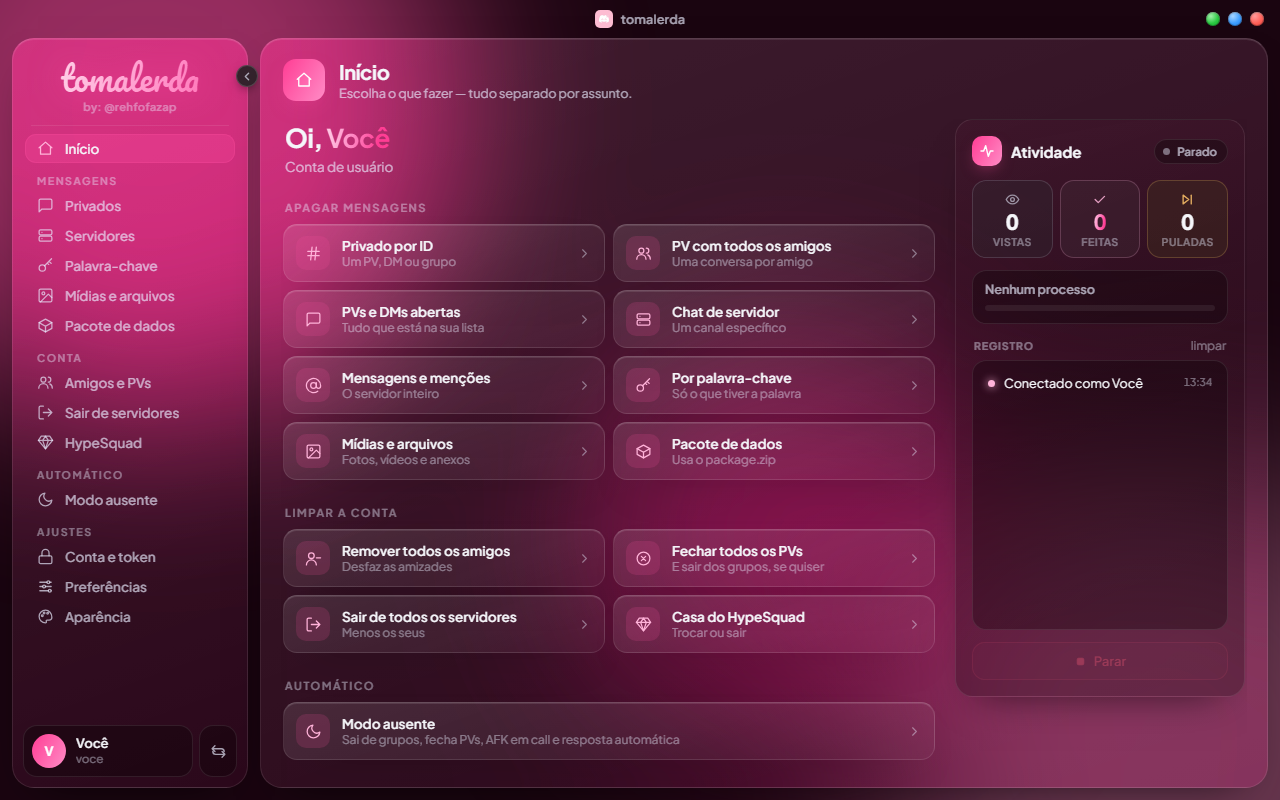 tomalerda
tomalerda
by: @rehfofazap
Início
MENSAGENS
Privados
Servidores
Palavra-chave
Mídias e arquivos
Pacote de dados
CONTA
Amigos e PVs
Sair de servidores
HypeSquad
AUTOMÁTICO
Modo ausente
AJUSTES
Conta e token
Preferências
Aparência
V
Você
voce
Início
Escolha o que fazer — tudo separado por assunto.
Oi, Você
Conta de usuário
APAGAR MENSAGENS
Privado por ID
Um PV, DM ou grupo
PV com todos os amigos
Uma conversa por amigo
PVs e DMs abertas
Tudo que está na sua lista
Chat de servidor
Um canal específico
Mensagens e menções
O servidor inteiro
Por palavra-chave
Só o que tiver a palavra
Mídias e arquivos
Fotos, vídeos e anexos
Pacote de dados
Usa o package.zip
LIMPAR A CONTA
Remover todos os amigos
Desfaz as amizades
Fechar todos os PVs
E sair dos grupos, se quiser
Sair de todos os servidores
Menos os seus
Casa do HypeSquad
Trocar ou sair
AUTOMÁTICO
Modo ausente
Sai de grupos, fecha PVs, AFK em call e resposta automática
Atividade
Parado
0
VISTAS
0
FEITAS
0
PULADAS
Nenhum processo
REGISTRO
limpar
Conectado como Você
13:34
Parar